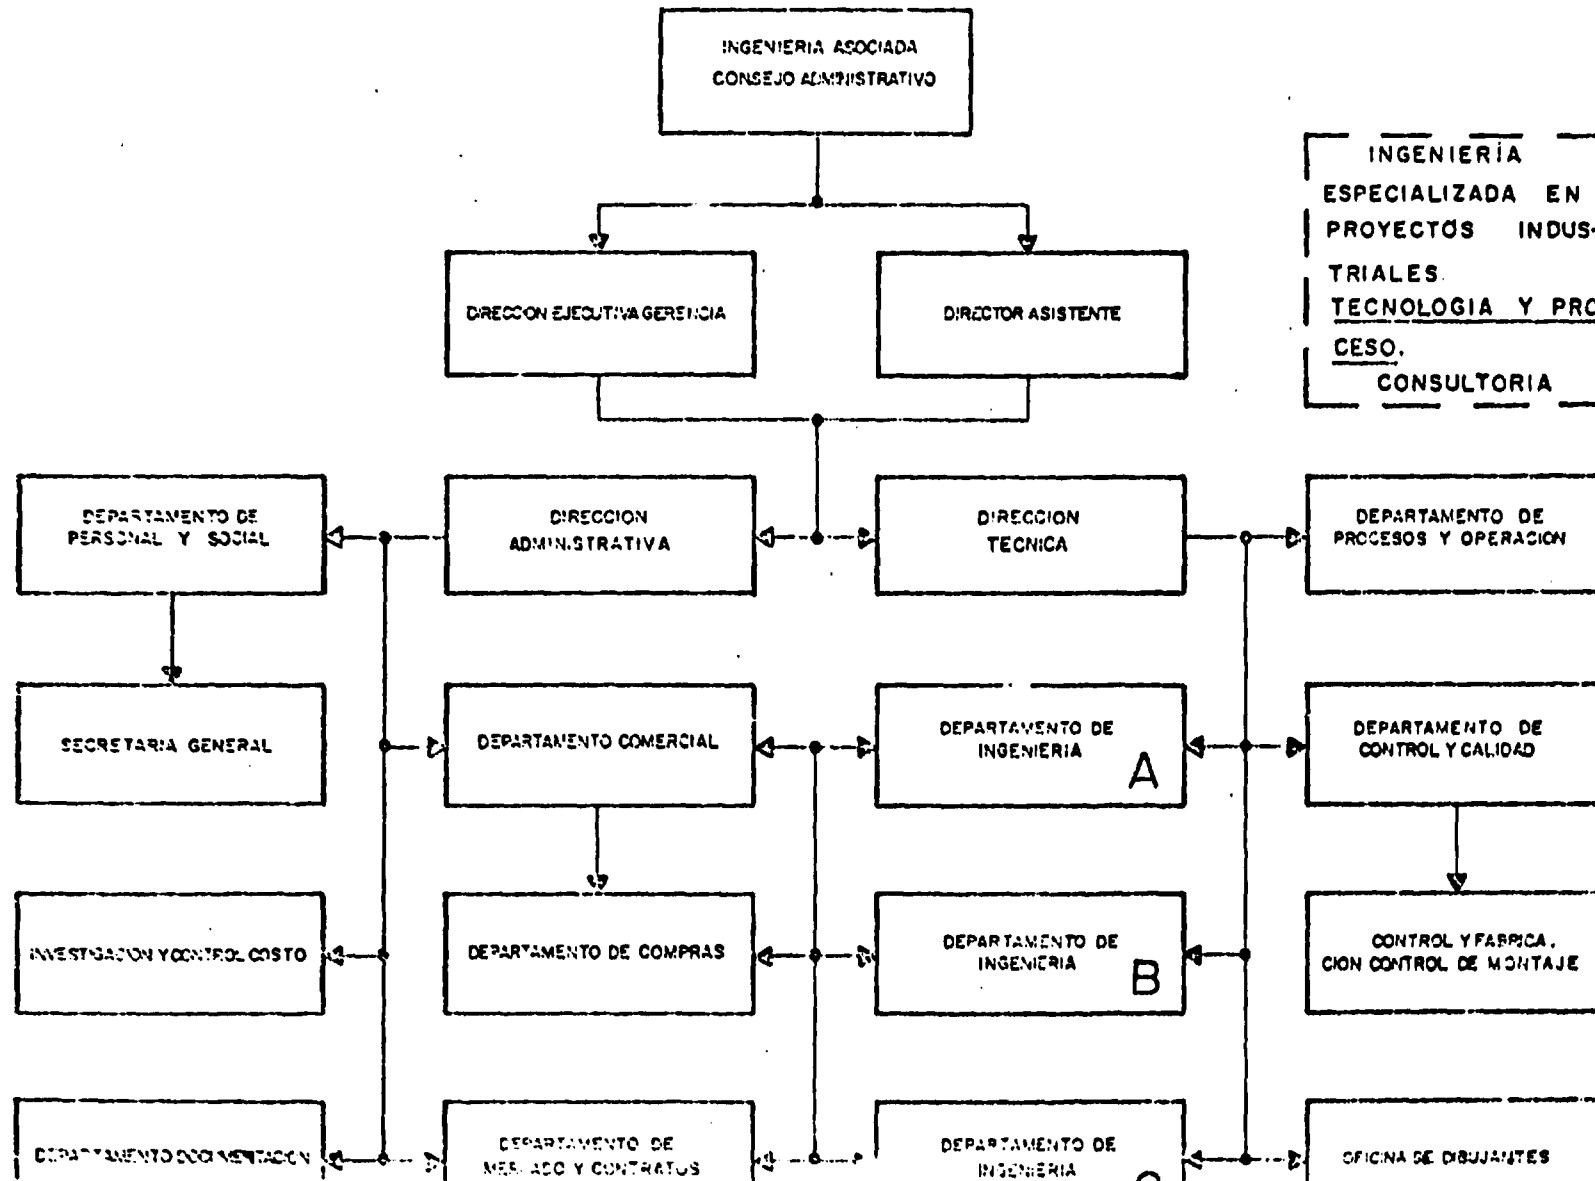 INGENIERIA ASOCIADA
CONSEJO ADMINISTRATIVO
INGENIERÍA
ESPECIALIZADA EN
PROYECTOS INDUS-
TRIALES.
TECNOLOGIA Y PRO
CESO.
CONSULTORIA
DIRECCION EJECUTIVA GERENCIA
DIRECTOR ASISTENTE
DEPARTAMENTO DE
PERSONAL Y SOCIAL
DIRECCION
ADMINISTRATIVA
DIRECCION
TECNICA
DEPARTAMENTO DE
PROCESOS Y OPERACION
SECRETARIA GENERAL
DEPARTAMENTO COMERCIAL
DEPARTAMENTO DE
INGENIERIA
A
DEPARTAMENTO DE
CONTROL Y CALIDAD
INVESTIGACION Y CONTROL COSTO
DEPARTAMENTO DE COMPRAS
DEPARTAMENTO DE
INGENIERIA
B
CONTROL Y FABRICA.
CION CONTROL DE MONTAJE
DEPARTAMENTO DOCUMENTACION
DEPARTAMENTO DE
MERCADO Y CONTRATOS
DEPARTAMENTO DE
INGENIERIA
OFICINA DE DIBUJANTES